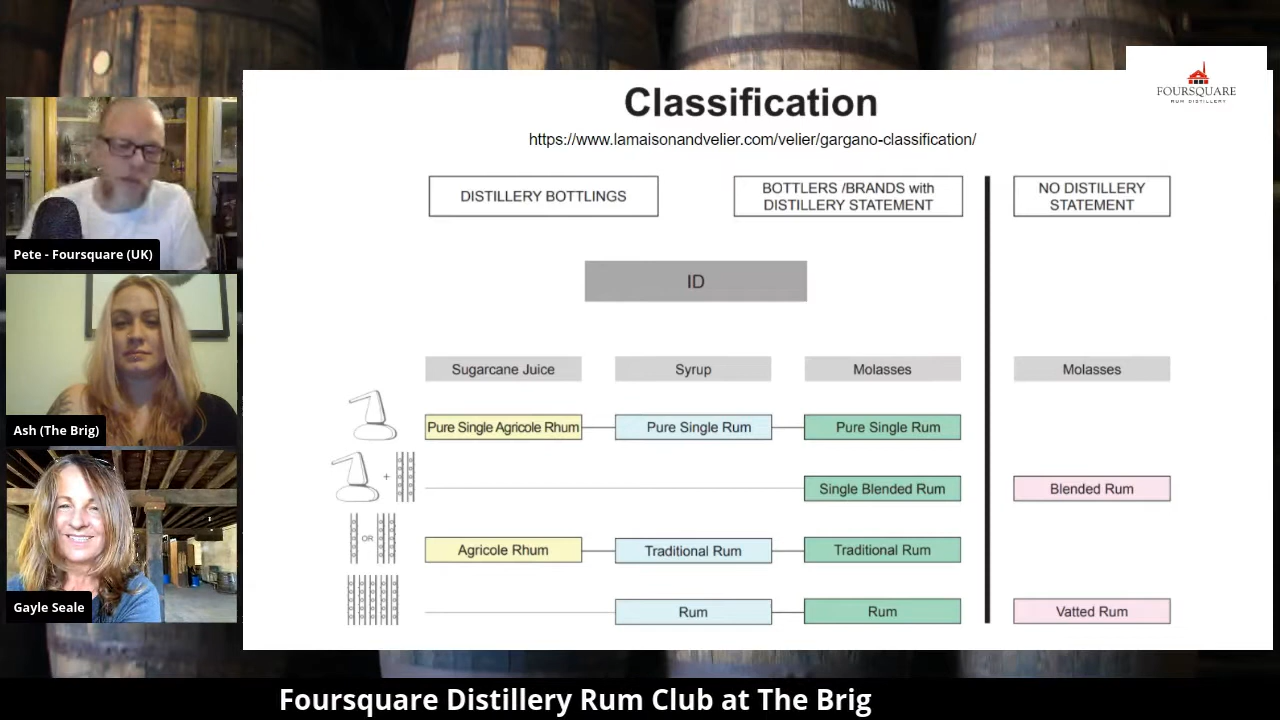 Classification
https://www.lamaisonandvelier.com/velier/gargano-classification/
FOURSQUARE
RUM DISTILLERY
DISTILLERY BOTTLINGS
BOTTLERS /BRANDS with
DISTILLERY STATEMENT
NO DISTILLERY
STATEMENT
ID
Sugarcane Juice
Syrup
Molasses
Molasses
Pure Single Agricole Rhum
Pure Single Rum
Pure Single Rum
+
Single Blended Rum
Blended Rum
OR
Agricole Rhum
Traditional Rum
Traditional Rum
Rum
Rum
Vatted Rum
Pete - Foursquare (UK)
Ash (The Brig)
Gayle Seale
Foursquare Distillery Rum Club at The Brig